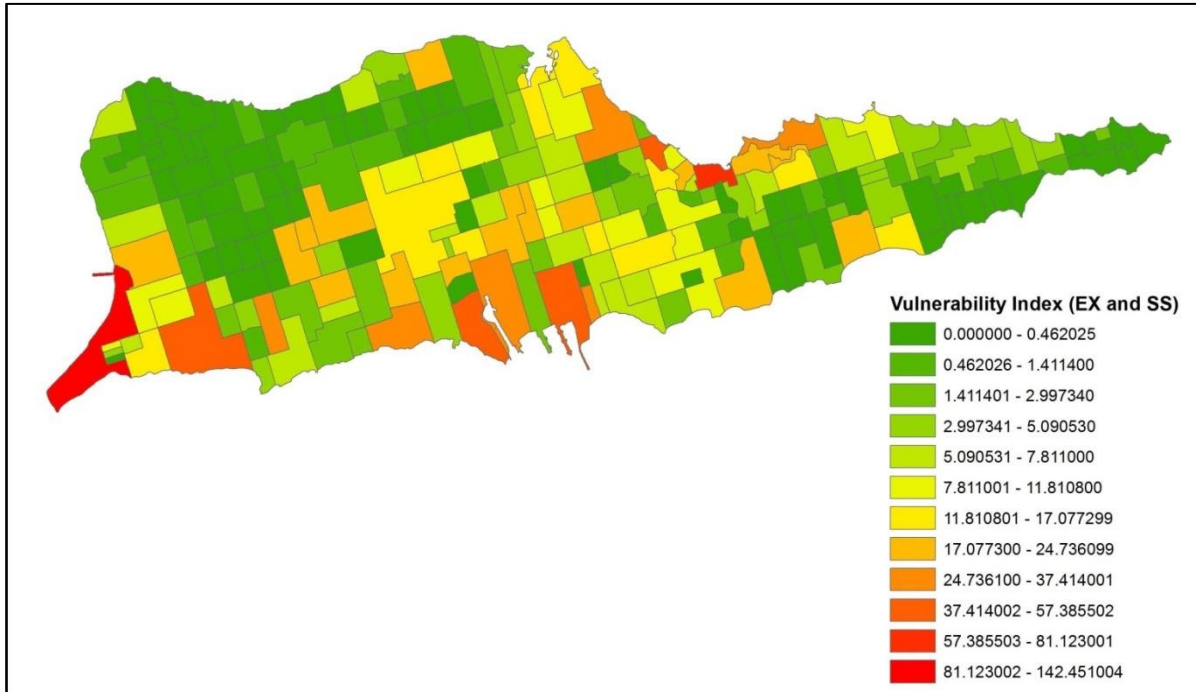 Vulnerability Index (EX and SS)
0.000000 - 0.462025
0.462026 - 1.411400
1.411401 - 2.997340
2.997341 - 5.090530
5.090531 - 7.811000
7.811001 - 11.810800
11.810801 - 17.077299
17.077300 - 24.736099
24.736100 - 37.414001
37.414002 - 57.385502
57.385503 - 81.123001
81.123002 - 142.451004